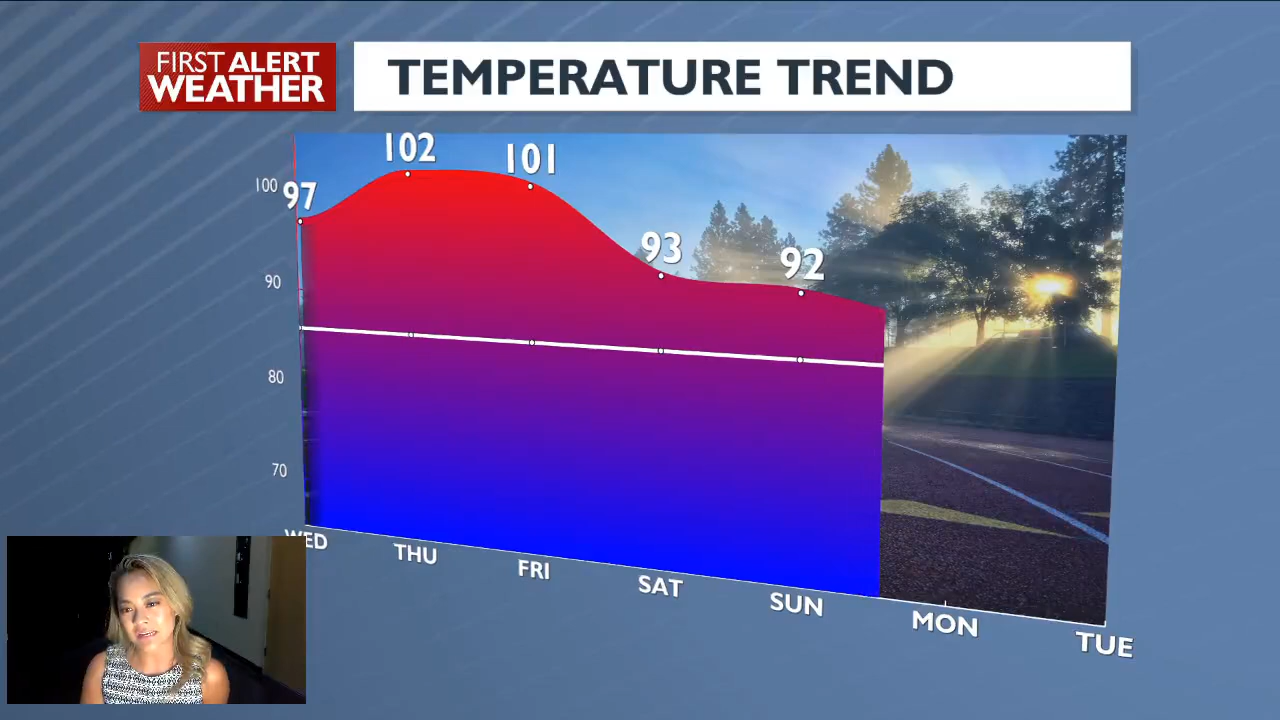 FIRST ALERT
WEATHER
TEMPERATURE TREND
102
101
100
97
93
92
90
80
70
WED
THU
FRI
SAT
SUN
MON
TUE